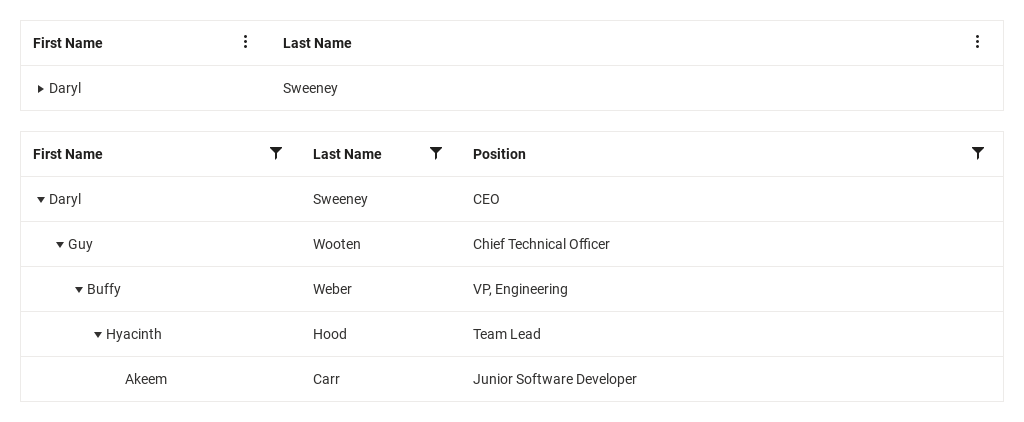 First Name Last Name
Daryl Sweeney
First Name Last Name Position
Daryl Sweeney CEO
Guy Wooten Chief Technical Officer
Buffy Weber VP, Engineering
Hyacinth Hood Team Lead
Akeem Carr Junior Software Developer